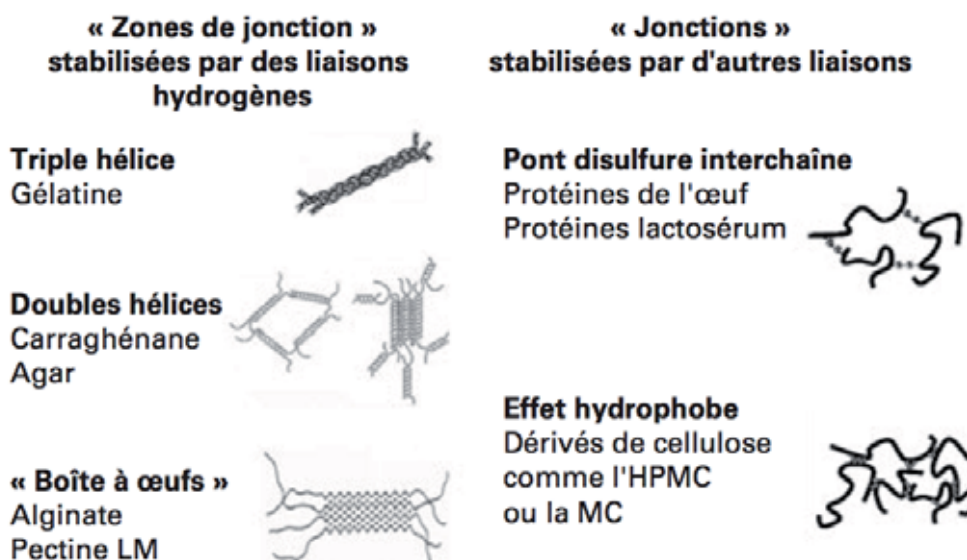 « Zones de jonction »
stabilisées par des liaisons
hydrogènes
Triple hélice
Gélatine
Doubles hélices
Carraghénane
Agar
« Boîte à œufs »
Alginate
Pectine LM
« Jonctions »
stabilisées par d'autres liaisons
Pont disulfure interchaîne
Protéines de l'œuf
Protéines lactosérum
Effet hydrophobe
Dérivés de cellulose
comme l'HPMC
ou la MC